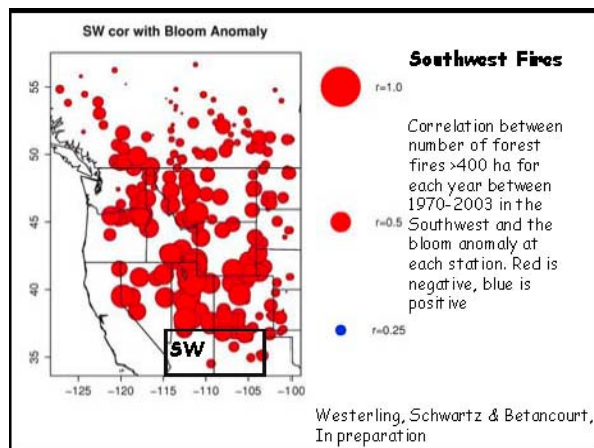 SW cor with Bloom Anomaly
55
50
45
40
35
-125
-120
-115
-110
-105
-100
SW
r=1.0
r=0.5
r=0.25
Southwest Fires
Correlation between
number of forest
fires >400 ha for
each year between
1970-2003 in the
Southwest and the
bloom anomaly at
each station. Red is
negative, blue is
positive
Westerling, Schwartz & Betancourt,
In preparation